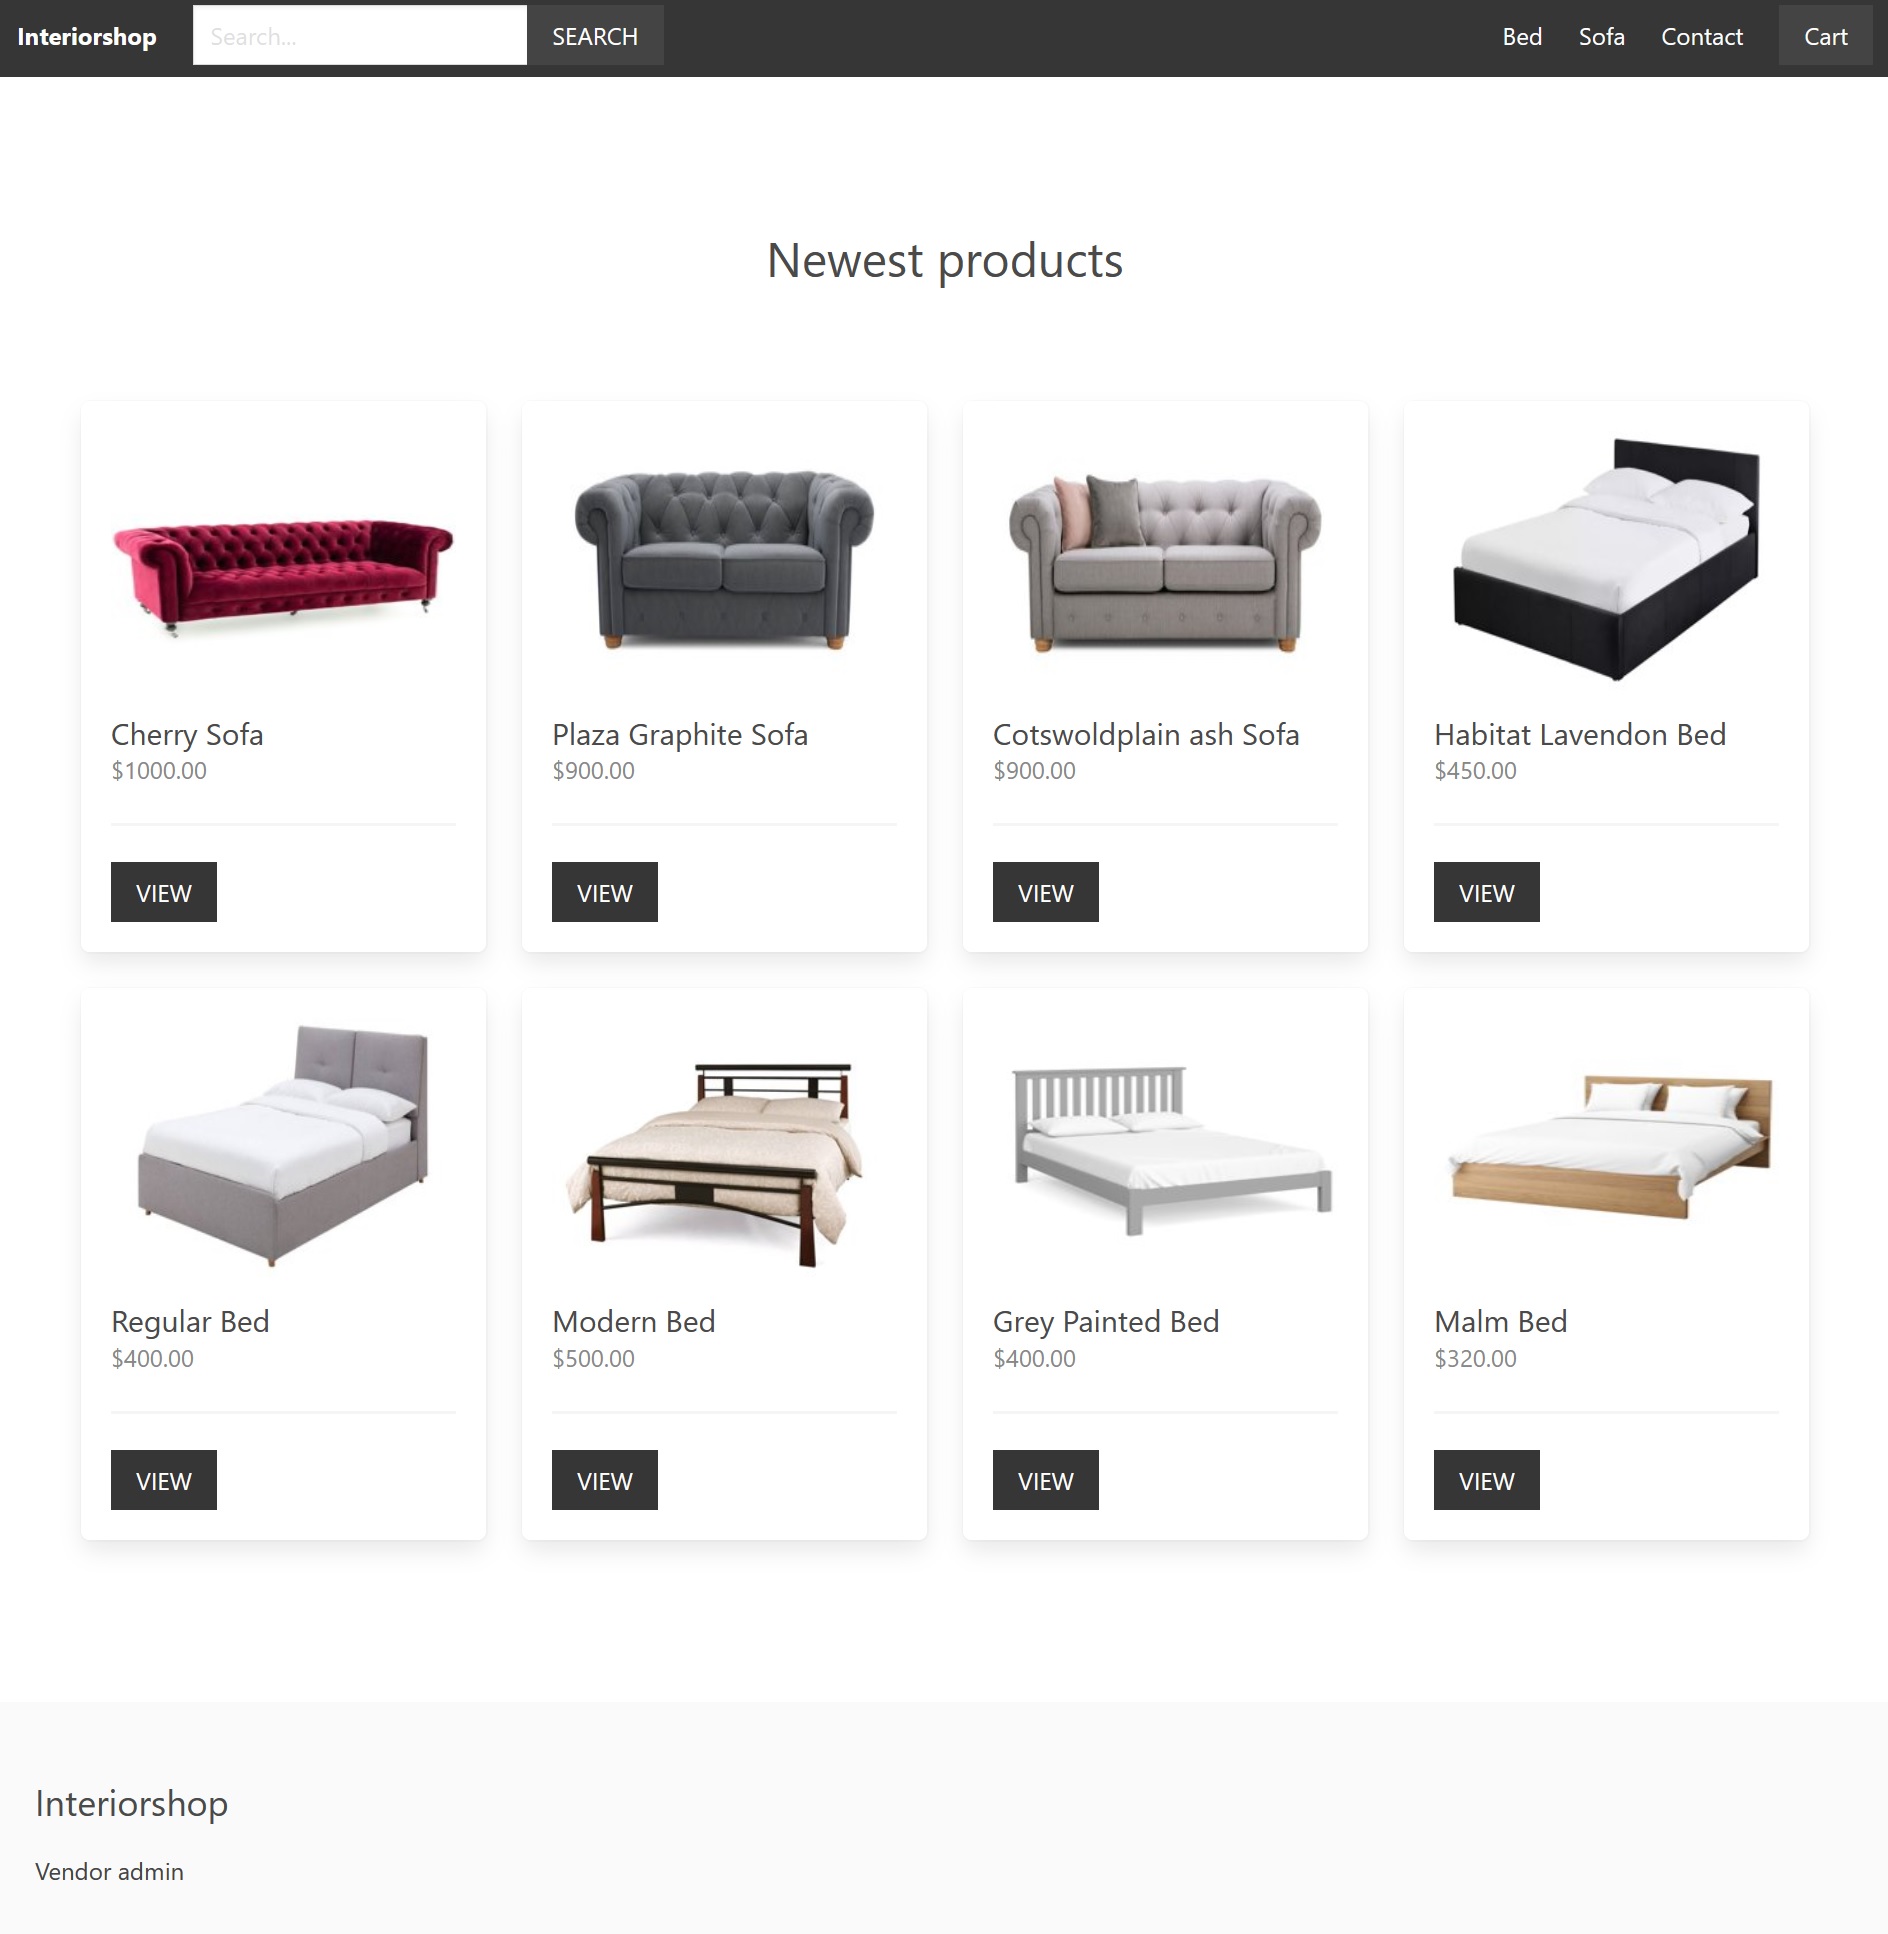 Interiorshop
Search...
SEARCH
Bed
Sofa
Contact
Cart
Newest products
Cherry Sofa
$1000.00
VIEW
Plaza Graphite Sofa
$900.00
VIEW
Cotswoldplain ash Sofa
$900.00
VIEW
Habitat Lavendon Bed
$450.00
VIEW
Regular Bed
$400.00
VIEW
Modern Bed
$500.00
VIEW
Grey Painted Bed
$400.00
VIEW
Malm Bed
$320.00
VIEW
Interiorshop
Vendor admin